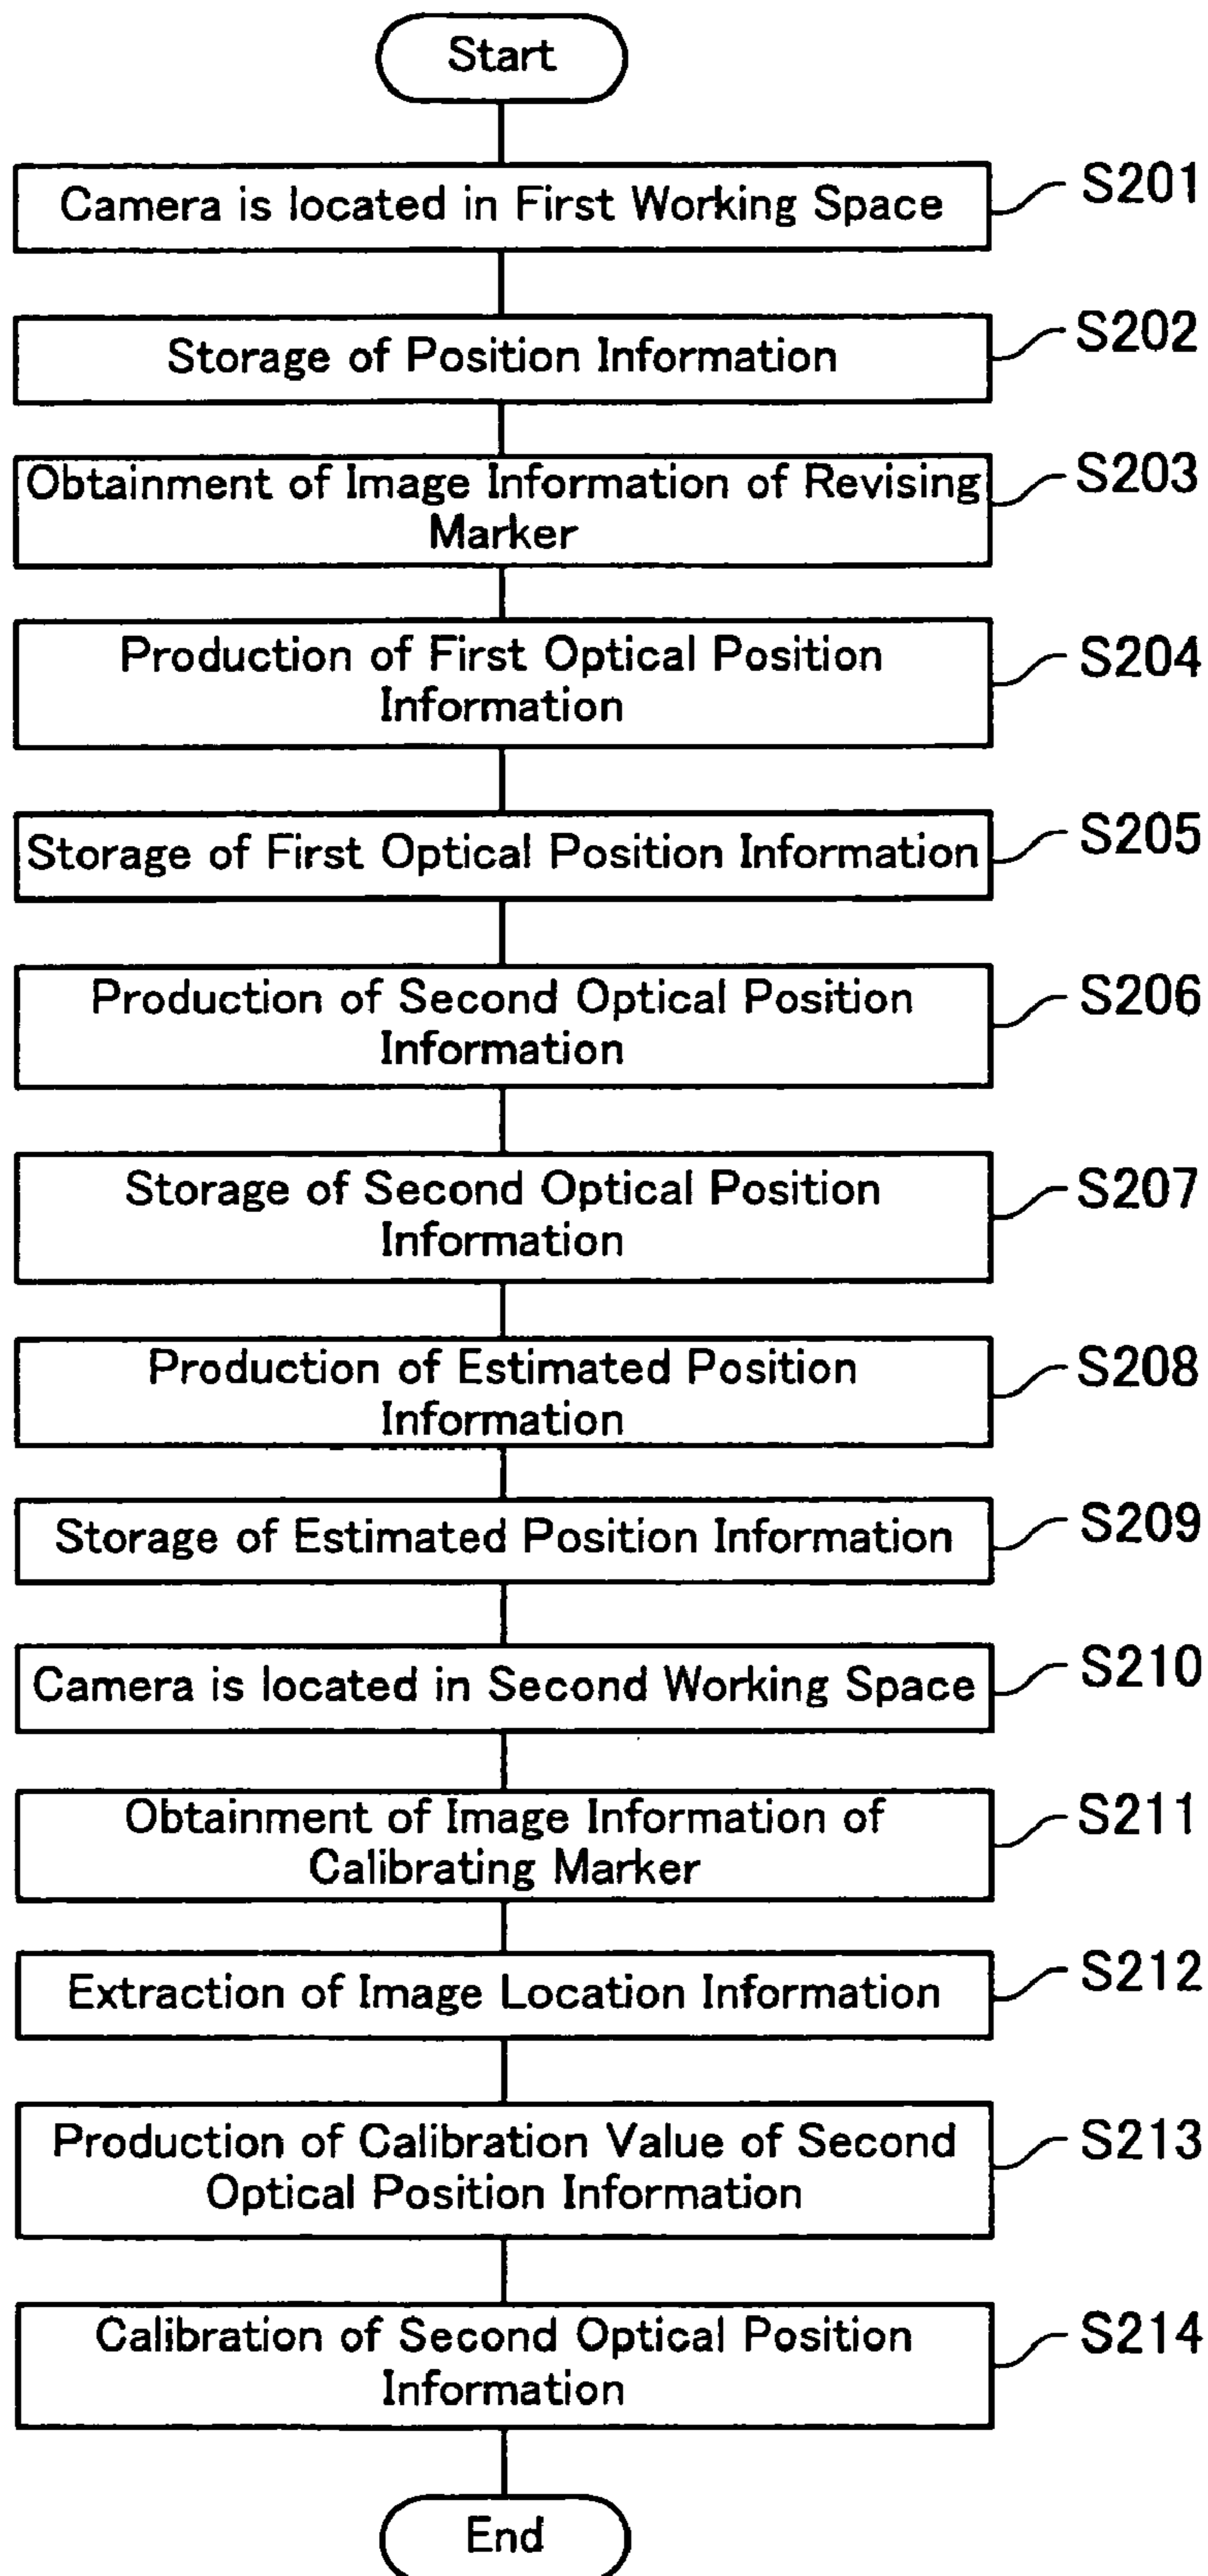 Start
Camera is located in First Working Space
S201
Storage of Position Information
S202
Obtainment of Image Information of Revising
Marker
S203
Production of First Optical Position
Information
S204
Storage of First Optical Position Information
S205
Production of Second Optical Position
Information
S206
Storage of Second Optical Position
Information
S207
Production of Estimated Position
Information
S208
Storage of Estimated Position Information
S209
Camera is located in Second Working Space
S210
Obtainment of Image Information of
Calibrating Marker
S211
Extraction of Image Location Information
S212
Production of Calibration Value of Second
Optical Position Information
S213
Calibration of Second Optical Position
Information
S214
End